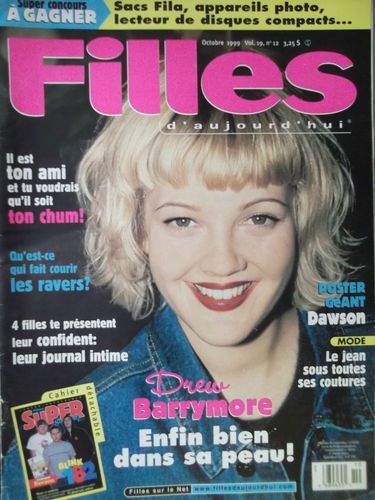 Super concours
À GAGNER
Sacs Fila, appareils photo,
lecteur de disques compacts...
Octobre 1999 Vol. 19, n° 12 3,25 $
Filles
d'aujourd'hui
Il est
ton ami
et tu voudrais
qu'il soit
ton chum!
Qu'est-ce
qui fait courir
les ravers?
POSTER
GÉANT
Dawson
4 filles te présentent
leur confident:
leur journal intime
MODE
Le jean
sous toutes
ses coutures
Drew
Barrymore
Enfin bien
dans sa peau!
Cahier
détachable
SUPER
BLINK
182
Filles sur le Net
www.fillesdaujourdhui.com